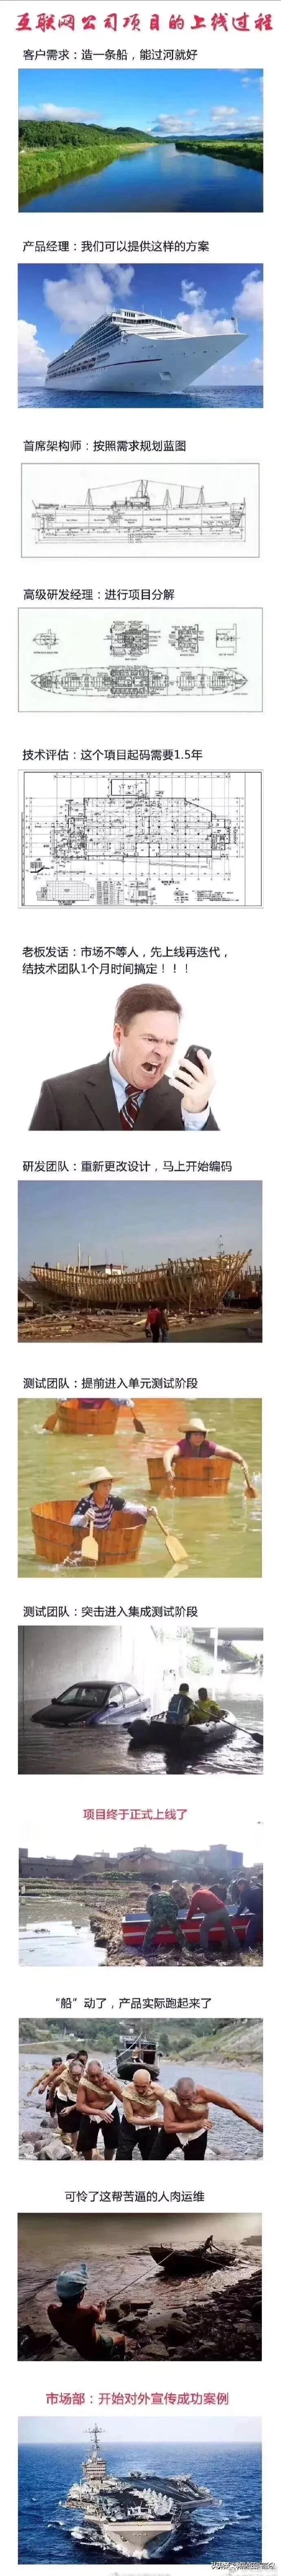 互联网公司项目的上线过程
客户需求：造一条船，能过河就好
产品经理：我们可以提供这样的方案
首席架构师：按照需求规划蓝图
高级研发经理：进行项目分解
技术评估：这个项目起码需要1.5年
老板发话：市场不等人，先上线再迭代，
结技术团队1个月时间搞定！！！
研发团队：重新更改设计，马上开始编码
测试团队：提前进入单元测试阶段
测试团队：突击进入集成测试阶段
项目终于正式上线了
“船”动了，产品实际跑起来了
可怜了这帮苦逼的人肉运维
市场部：开始对外宣传成功案例